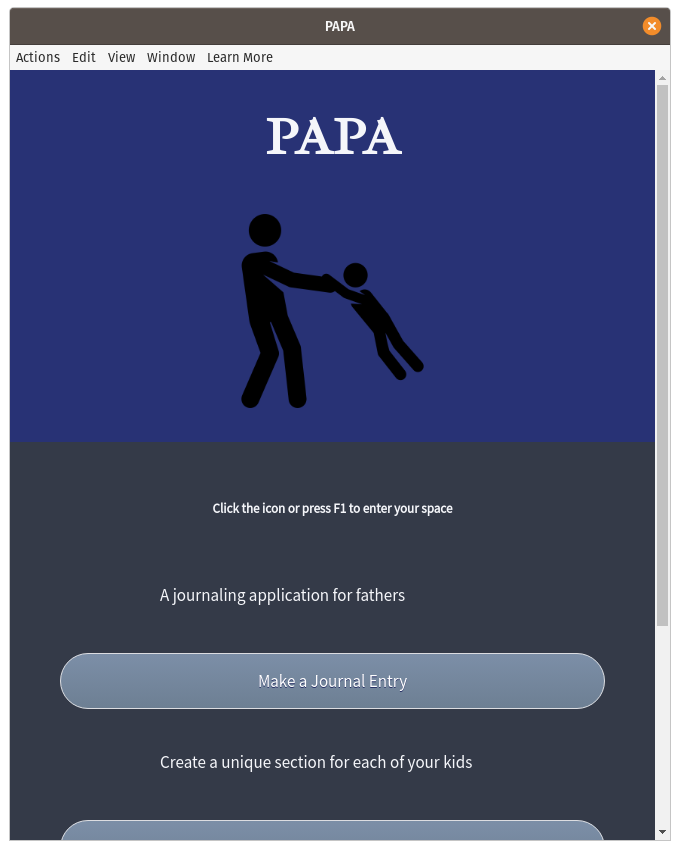 PAPA
Actions Edit View Window Learn More
PAPA
Click the icon or press F1 to enter your space
A journaling application for fathers
Make a Journal Entry
Create a unique section for each of your kids